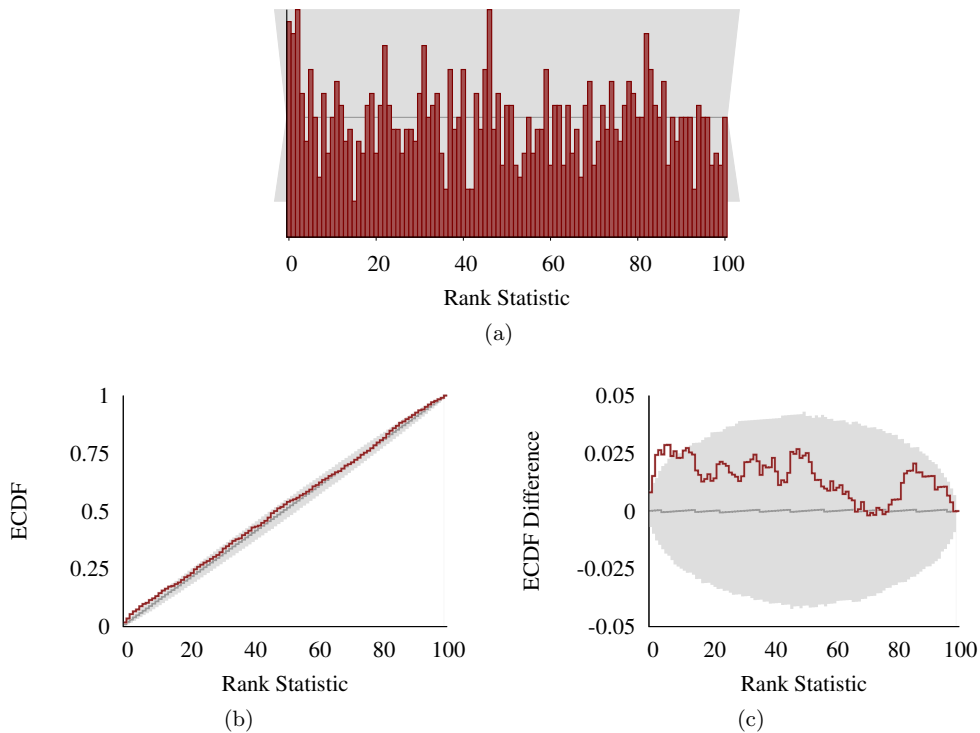 0 20 40 60 80 100
Rank Statistic
(a)
ECDF
1
0.75
0.5
0.25
0
0 20 40 60 80 100
Rank Statistic
(b)
ECDF Difference
0.05
0.025
0
-0.025
-0.05
0 20 40 60 80 100
Rank Statistic
(c)